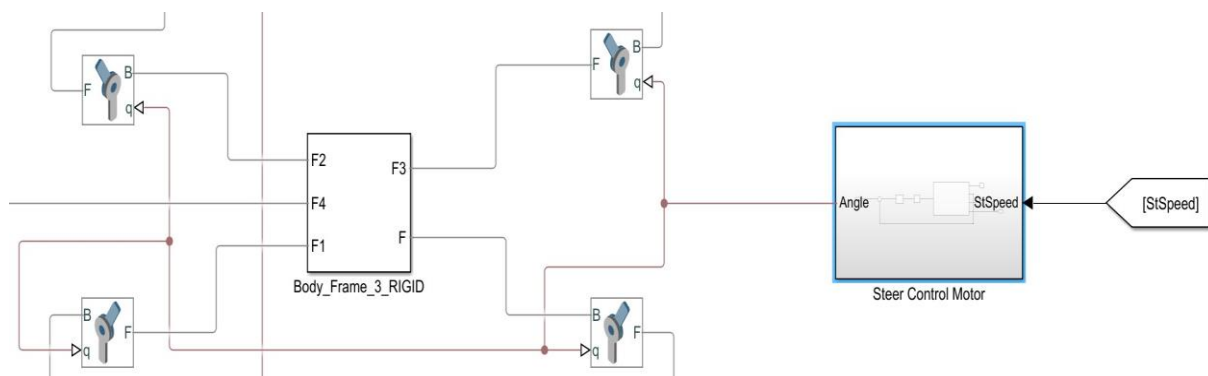 B
F
q
B
F
q
F2
F4
F1
F3
F
Body_Frame_3_RIGID
Angle
StSpeed
Steer Control Motor
[StSpeed]
B
F
q
B
F
q